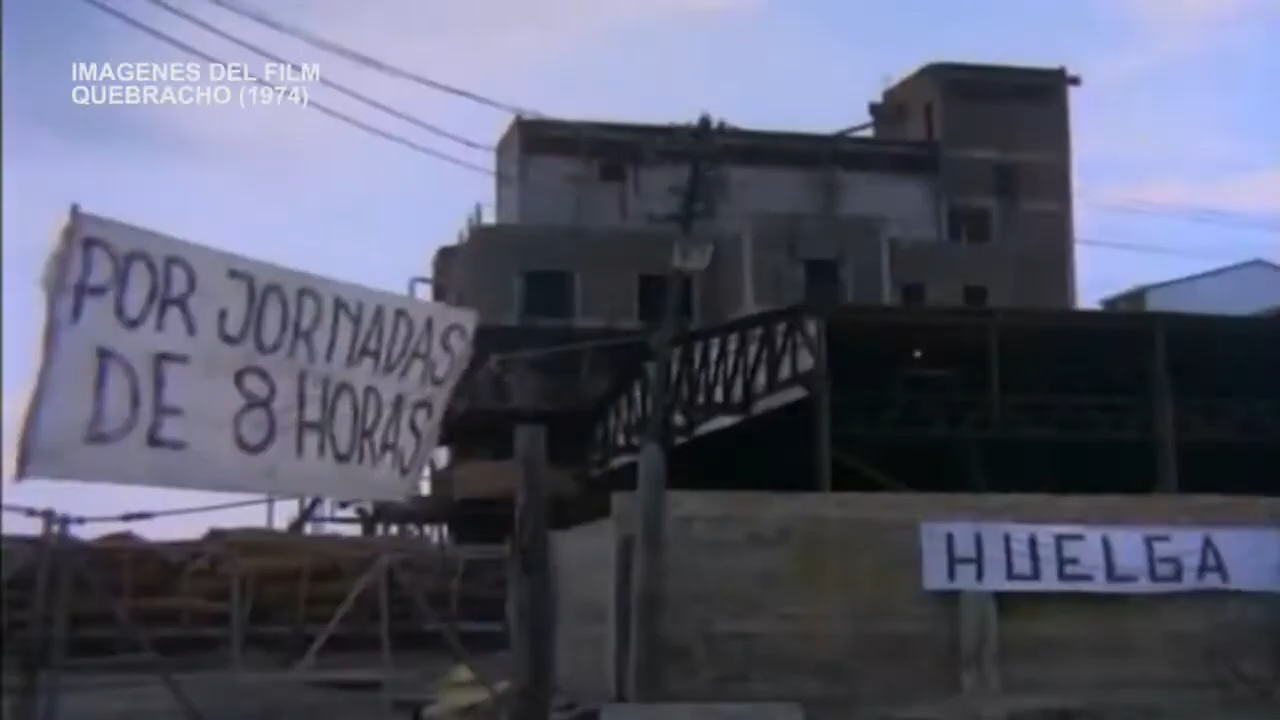 IMAGENES DEL FILM
QUEBRACHO (1974)
POR JORNADAS
DE 8 HORAS
HUELGA